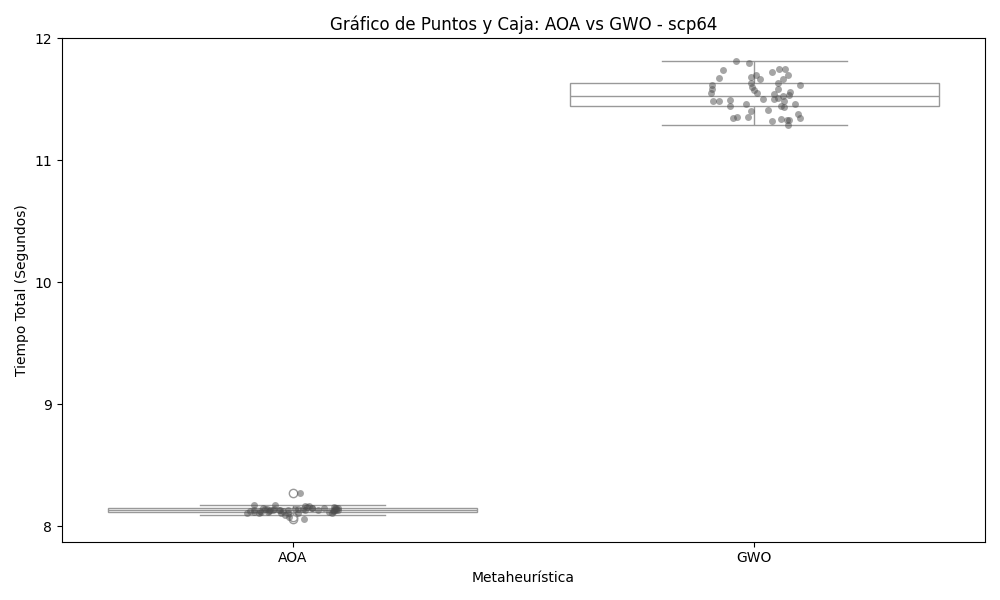 Gráfico de Puntos y Caja: AOA vs GWO - scp64
Tiempo Total (Segundos)
12
11
10
9
8
AOA
GWO
Metaheurística